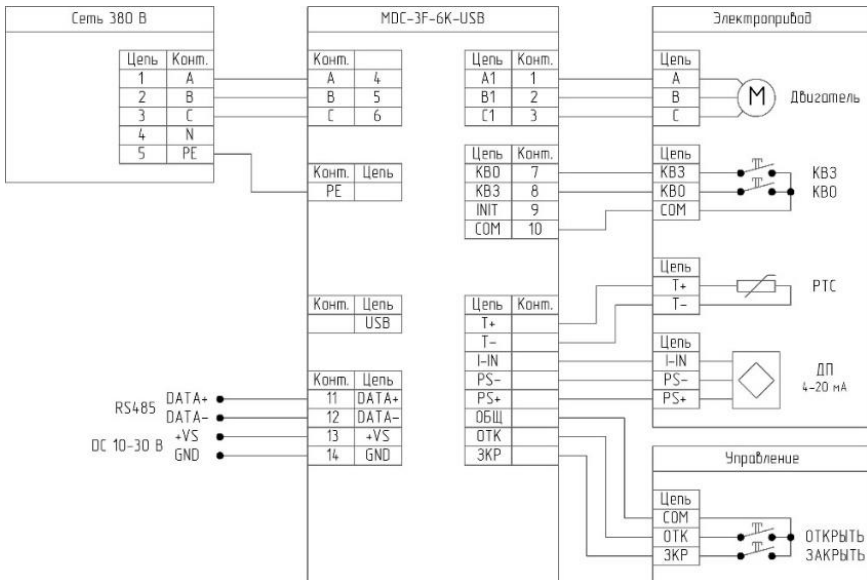 Сеть 380 В
Цепь Конт.
1 A
2 B
3 C
4 N
5 PE
MDC-3F-6K-USB
Конт.
A 4
B 5
C 6
Конт. Цепь
PE
Конт. Цепь
USB
Конт. Цепь
11 DATA+
12 DATA-
13 +VS
14 GND
RS485
DATA+
DATA-
DC 10-30 В
+VS
GND
Цепь Конт.
A1 1
B1 2
C1 3
Цепь Конт.
КВО 7
КВЗ 8
INIT 9
COM 10
Цепь Конт.
T+
T-
I-IN
PS-
PS+
ОБЩ
ОТК
ЗКР
Электропривод
Цепь
A
B
C
M
Двигатель
Цепь
КВЗ
КВО
COM
КВЗ
КВО
Цепь
T+
T-
PTC
Цепь
I-IN
PS-
PS+
ДП
4-20 мА
Управление
Цепь
COM
ОТК
ЗКР
ОТКРЫТЬ
ЗАКРЫТЬ